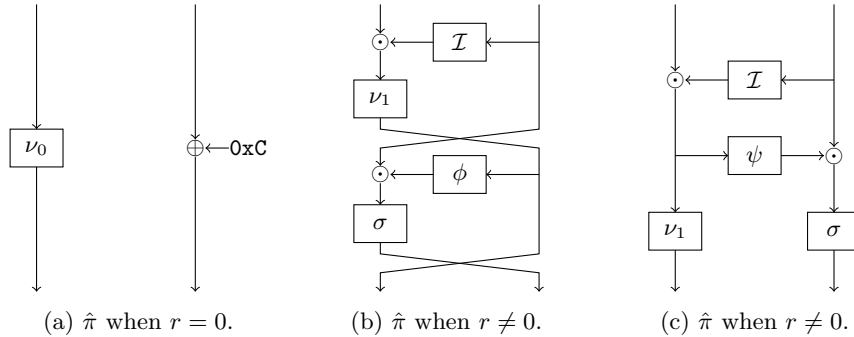 ν₀
0xC
(a) π̂ when r = 0.
ℐ
ν₁
ϕ
σ
(b) π̂ when r ≠ 0.
ℐ
ψ
ν₁ σ
(c) π̂ when r ≠ 0.